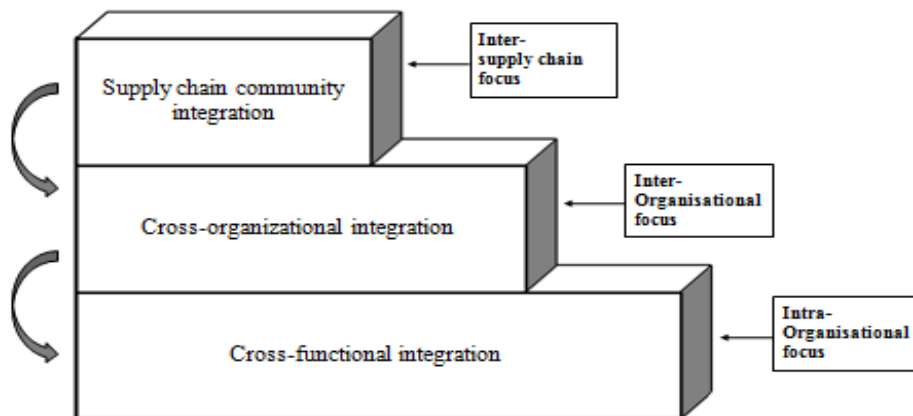 Inter-
supply chain
focus
Supply chain community
integration
Inter-
Organisational
focus
Cross-organizational integration
Intra-
Organisational
focus
Cross-functional integration